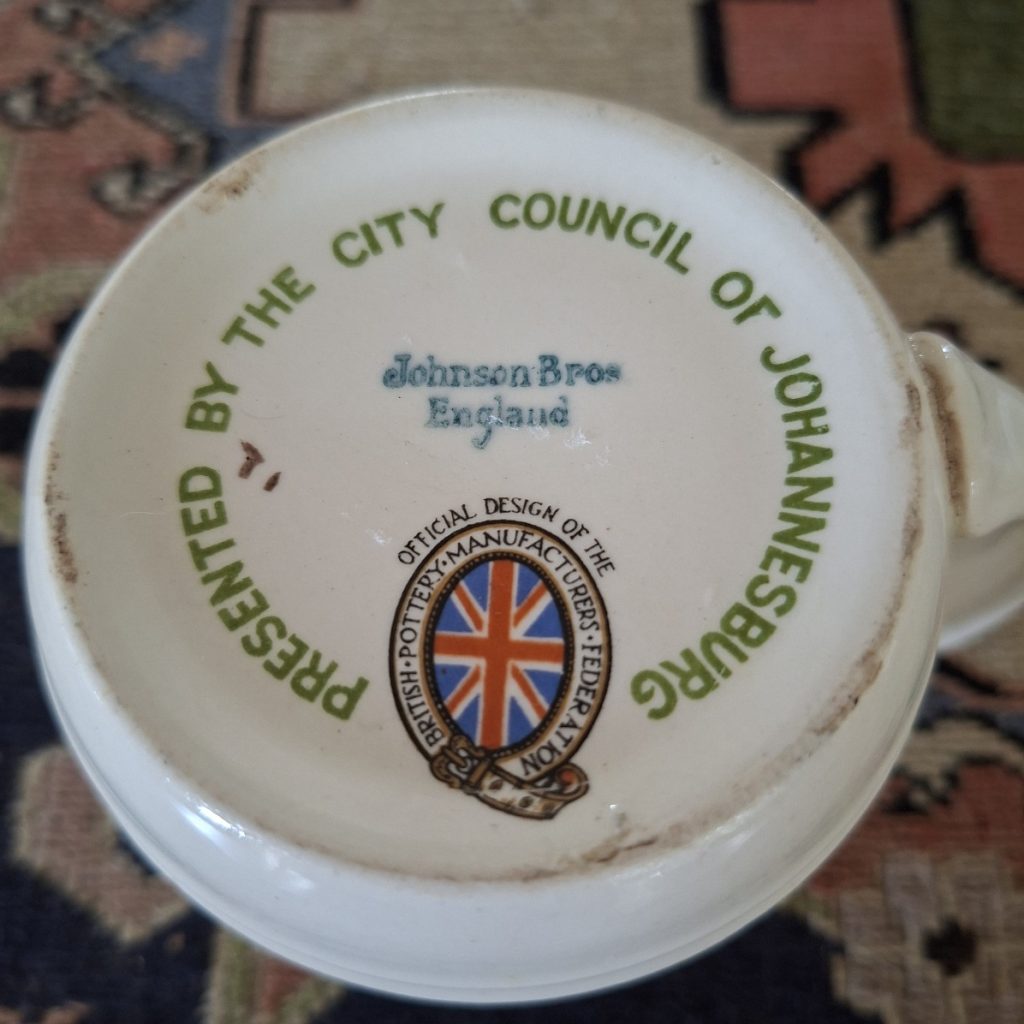 PRESENTED BY THE CITY COUNCIL OF JOHANNESBURG
Johnson Bros
England
OFFICIAL DESIGN OF THE
BRITISH · POTTERY · MANUFACTURERS · FEDERATION